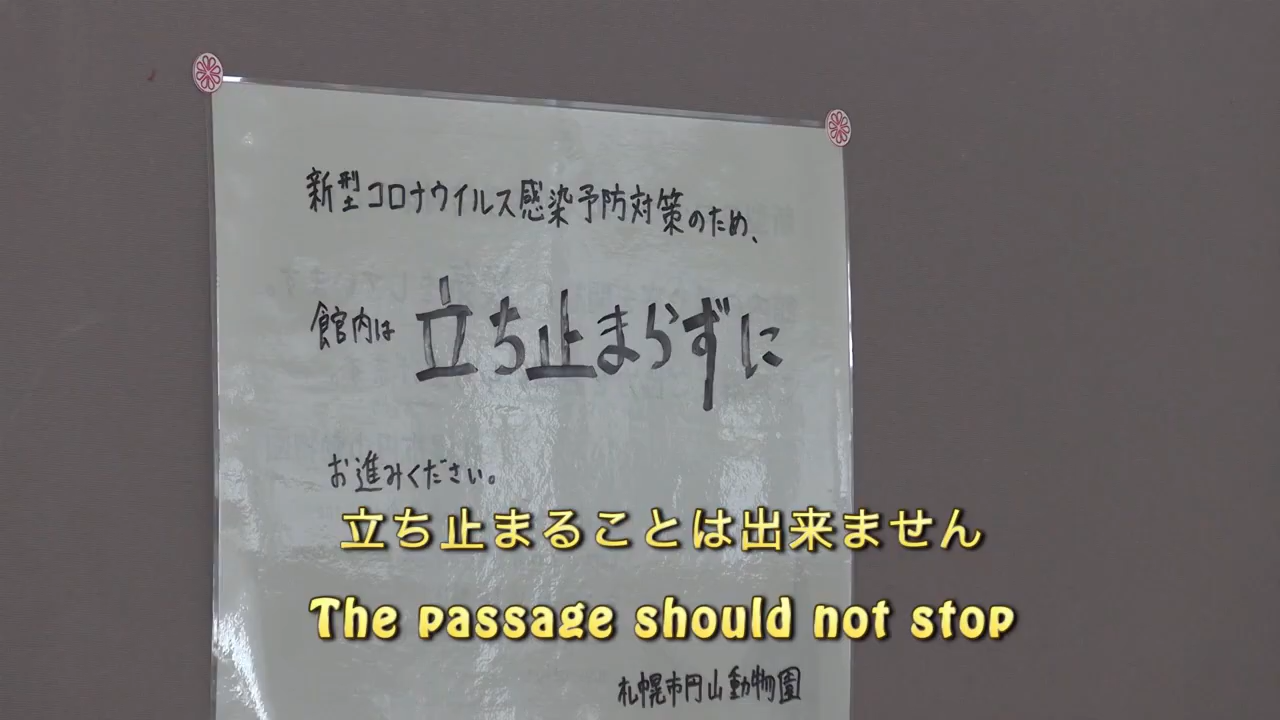 新型コロナウイルス感染予防対策のため、
館内は 立ち止まらずに
お進みください。
立ち止まることは出来ません
The passage should not stop
札幌市円山動物園